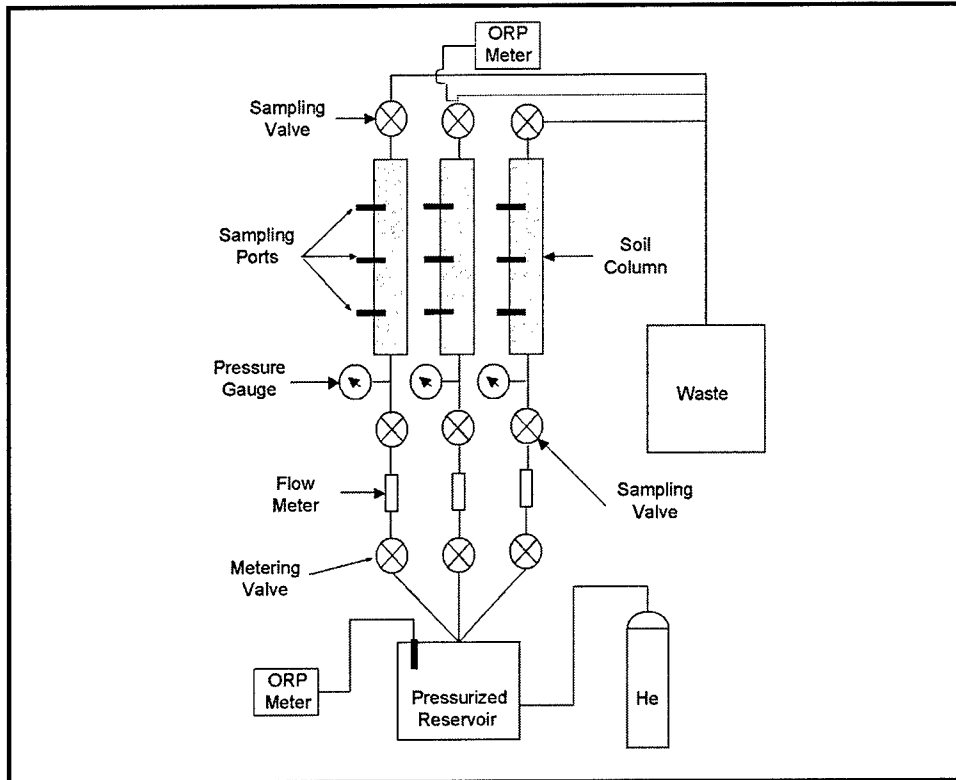 ORP
Meter
Sampling
Valve
Sampling
Ports
Soil
Column
Pressure
Gauge
Waste
Flow
Meter
Sampling
Valve
Metering
Valve
ORP
Meter
Pressurized
Reservoir
He